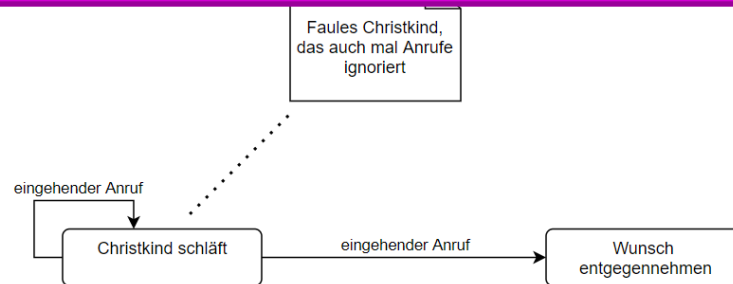 Faules Christkind,
das auch mal Anrufe
ignoriert
eingehender Anruf
Christkind schläft
eingehender Anruf
Wunsch
entgegennehmen